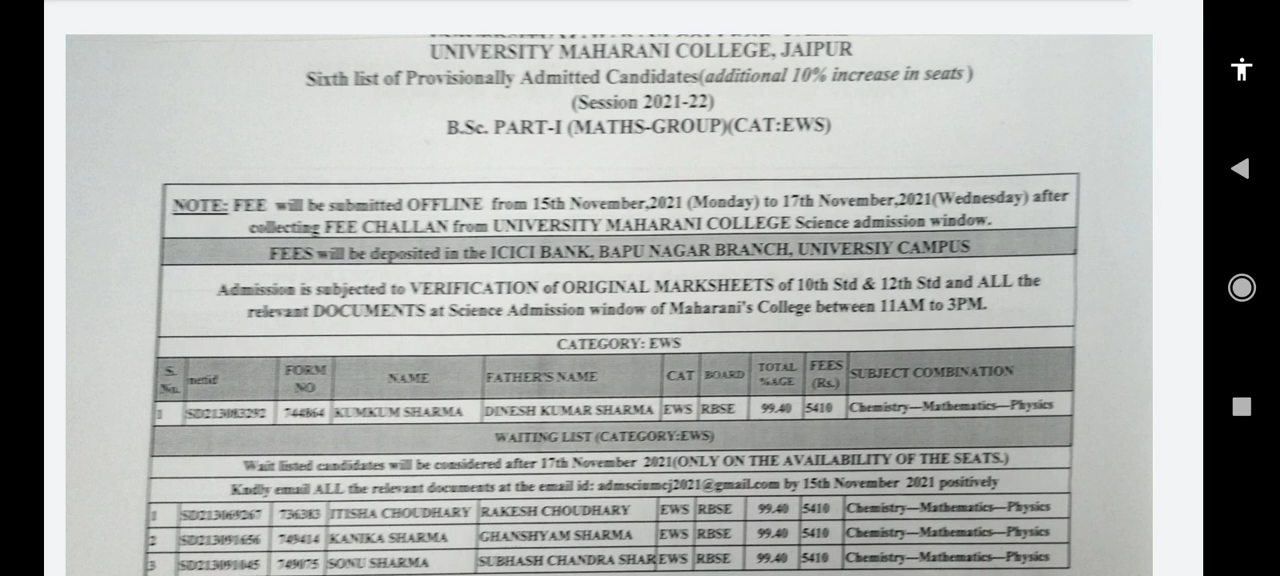 UNIVERSITY MAHARANI COLLEGE, JAIPUR
Sixth list of Provisionally Admitted Candidates(additional 10% increase in seats)
(Session 2021-22)
B.Sc. PART-I (MATHS-GROUP)(CAT:EWS)
NOTE: FEE will be submitted OFFLINE from 15th November,2021 (Monday) to 17th November,2021(Wednesday) after
collecting FEE CHALLAN from UNIVERSITY MAHARANI COLLEGE Science admission window.
FEES will be deposited in the ICICI BANK, BAPU NAGAR BRANCH, UNIVERSIY CAMPUS
Admission is subjected to VERIFICATION of ORIGINAL MARKSHEETS of 10th Std & 12th Std and ALL the
relevant DOCUMENTS at Science Admission window of Maharani's College between 11AM to 3PM.
CATEGORY: EWS
S. No. FORM NO NAME FATHER'S NAME CAT BOARD TOTAL %AGE FEES (Rs.) SUBJECT COMBINATION
1 SD213083292 744864 KUMKUM SHARMA DINESH KUMAR SHARMA EWS RBSE 99.40 5410 Chemistry—Mathematics—Physics
WAITING LIST (CATEGORY:EWS)
Wait listed candidates will be considered after 17th November 2021(ONLY ON THE AVAILABILITY OF THE SEATS.)
Kndly email ALL the relevant documents at the email id: admsciumcj2021@gmail.com by 15th November 2021 positively
1 SD213069267 736383 ITISHA CHOUDHARY RAKESH CHOUDHARY EWS RBSE 99.40 5410 Chemistry—Mathematics—Physics
2 SD213091656 749414 KANIKA SHARMA GHANSHYAM SHARMA EWS RBSE 99.40 5410 Chemistry—Mathematics—Physics
3 SD213091045 749075 SONU SHARMA SUBHASH CHANDRA SHAR EWS RBSE 99.40 5410 Chemistry—Mathematics—Physics